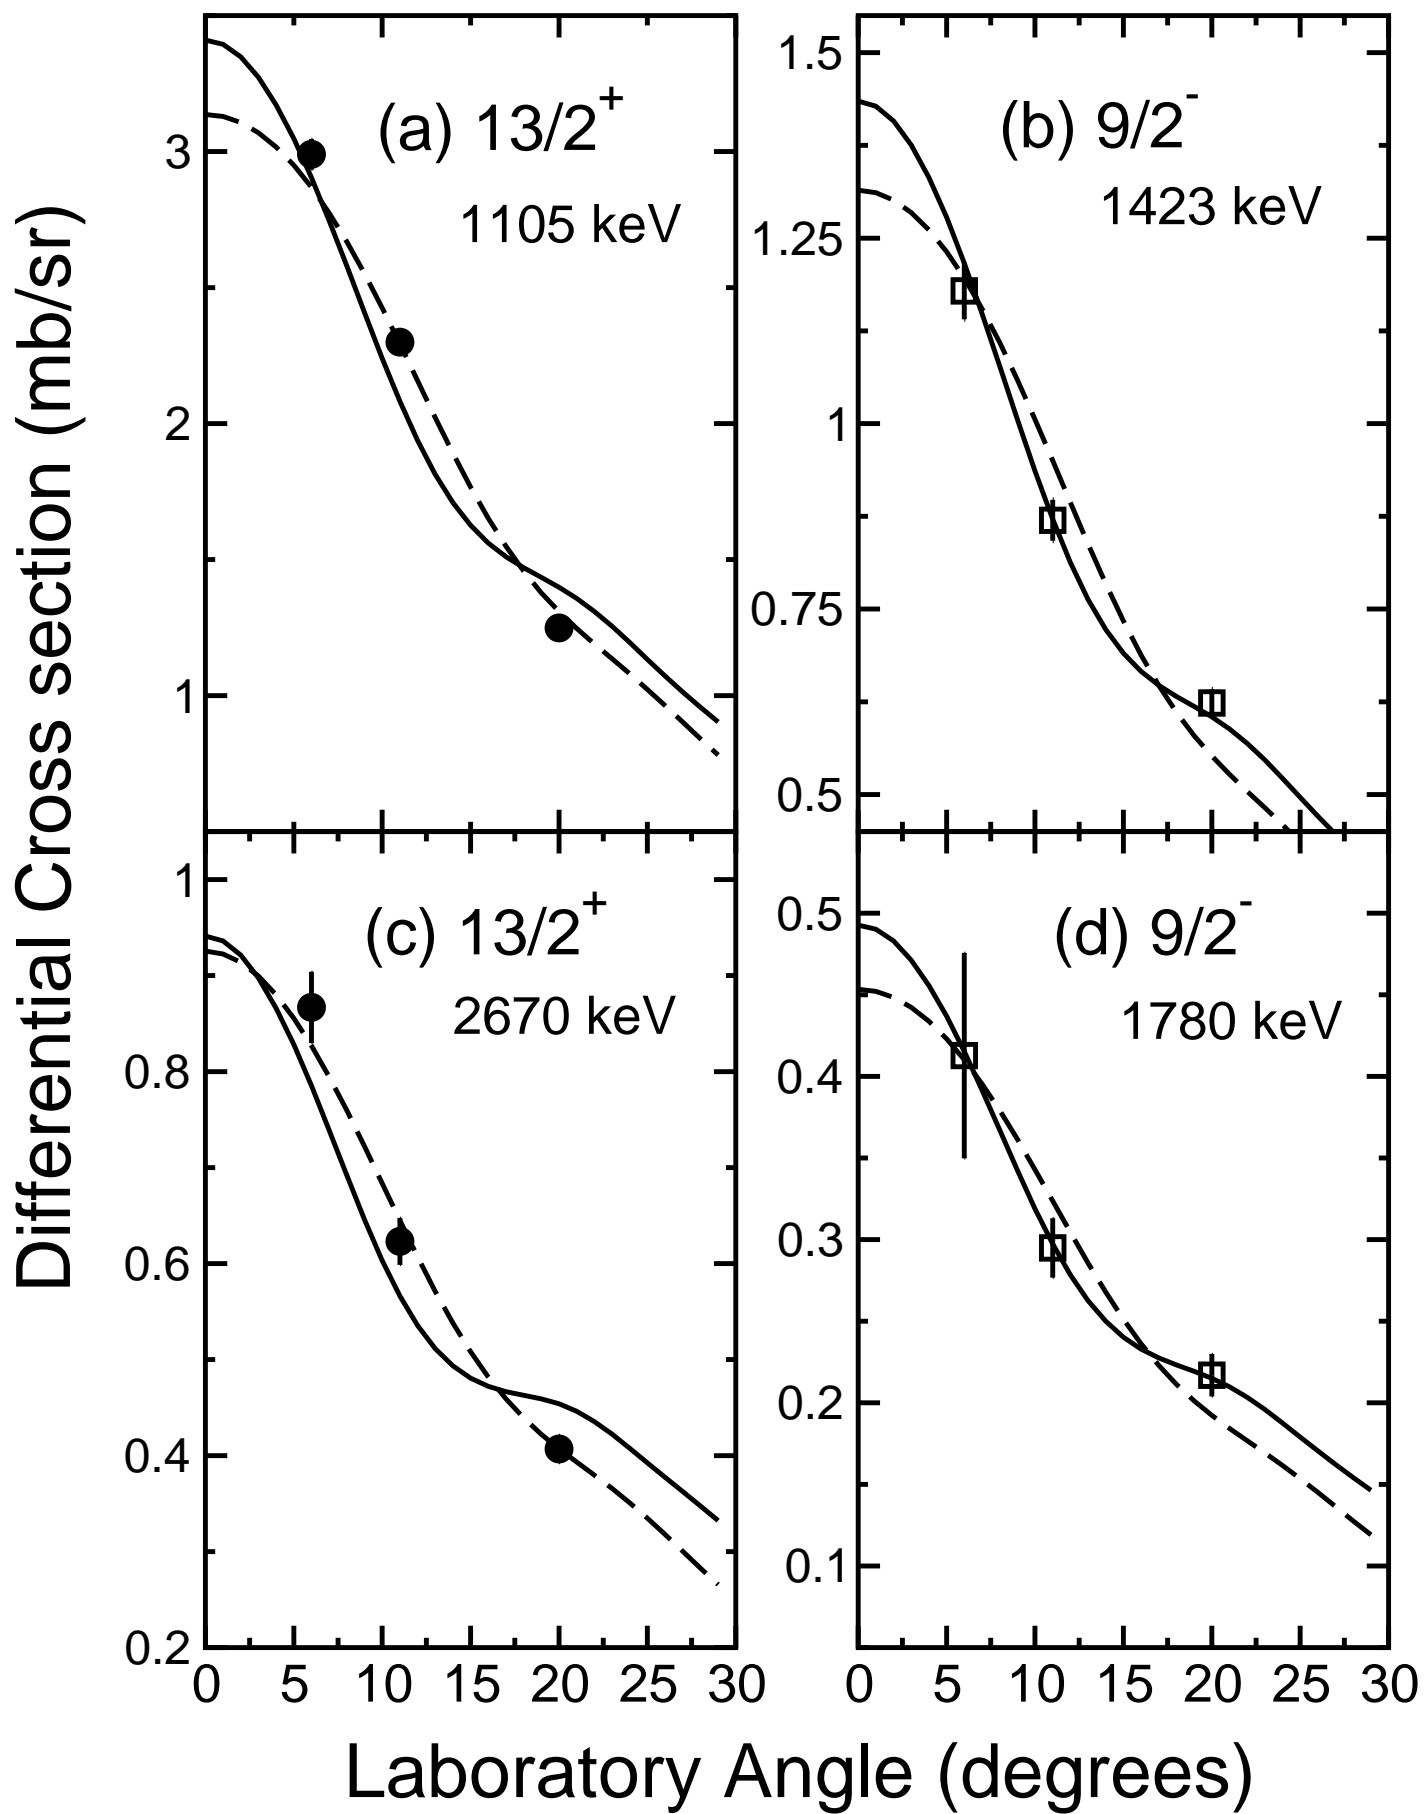 Differential Cross section (mb/sr)
(a) 13/2+
1105 keV
3
2
1
(b) 9/2-
1423 keV
1.5
1.25
1
0.75
0.5
(c) 13/2+
2670 keV
1
0.8
0.6
0.4
0.2
0 5 10 15 20 25 30
(d) 9/2-
1780 keV
0.5
0.4
0.3
0.2
0.1
0 5 10 15 20 25 30
Laboratory Angle (degrees)